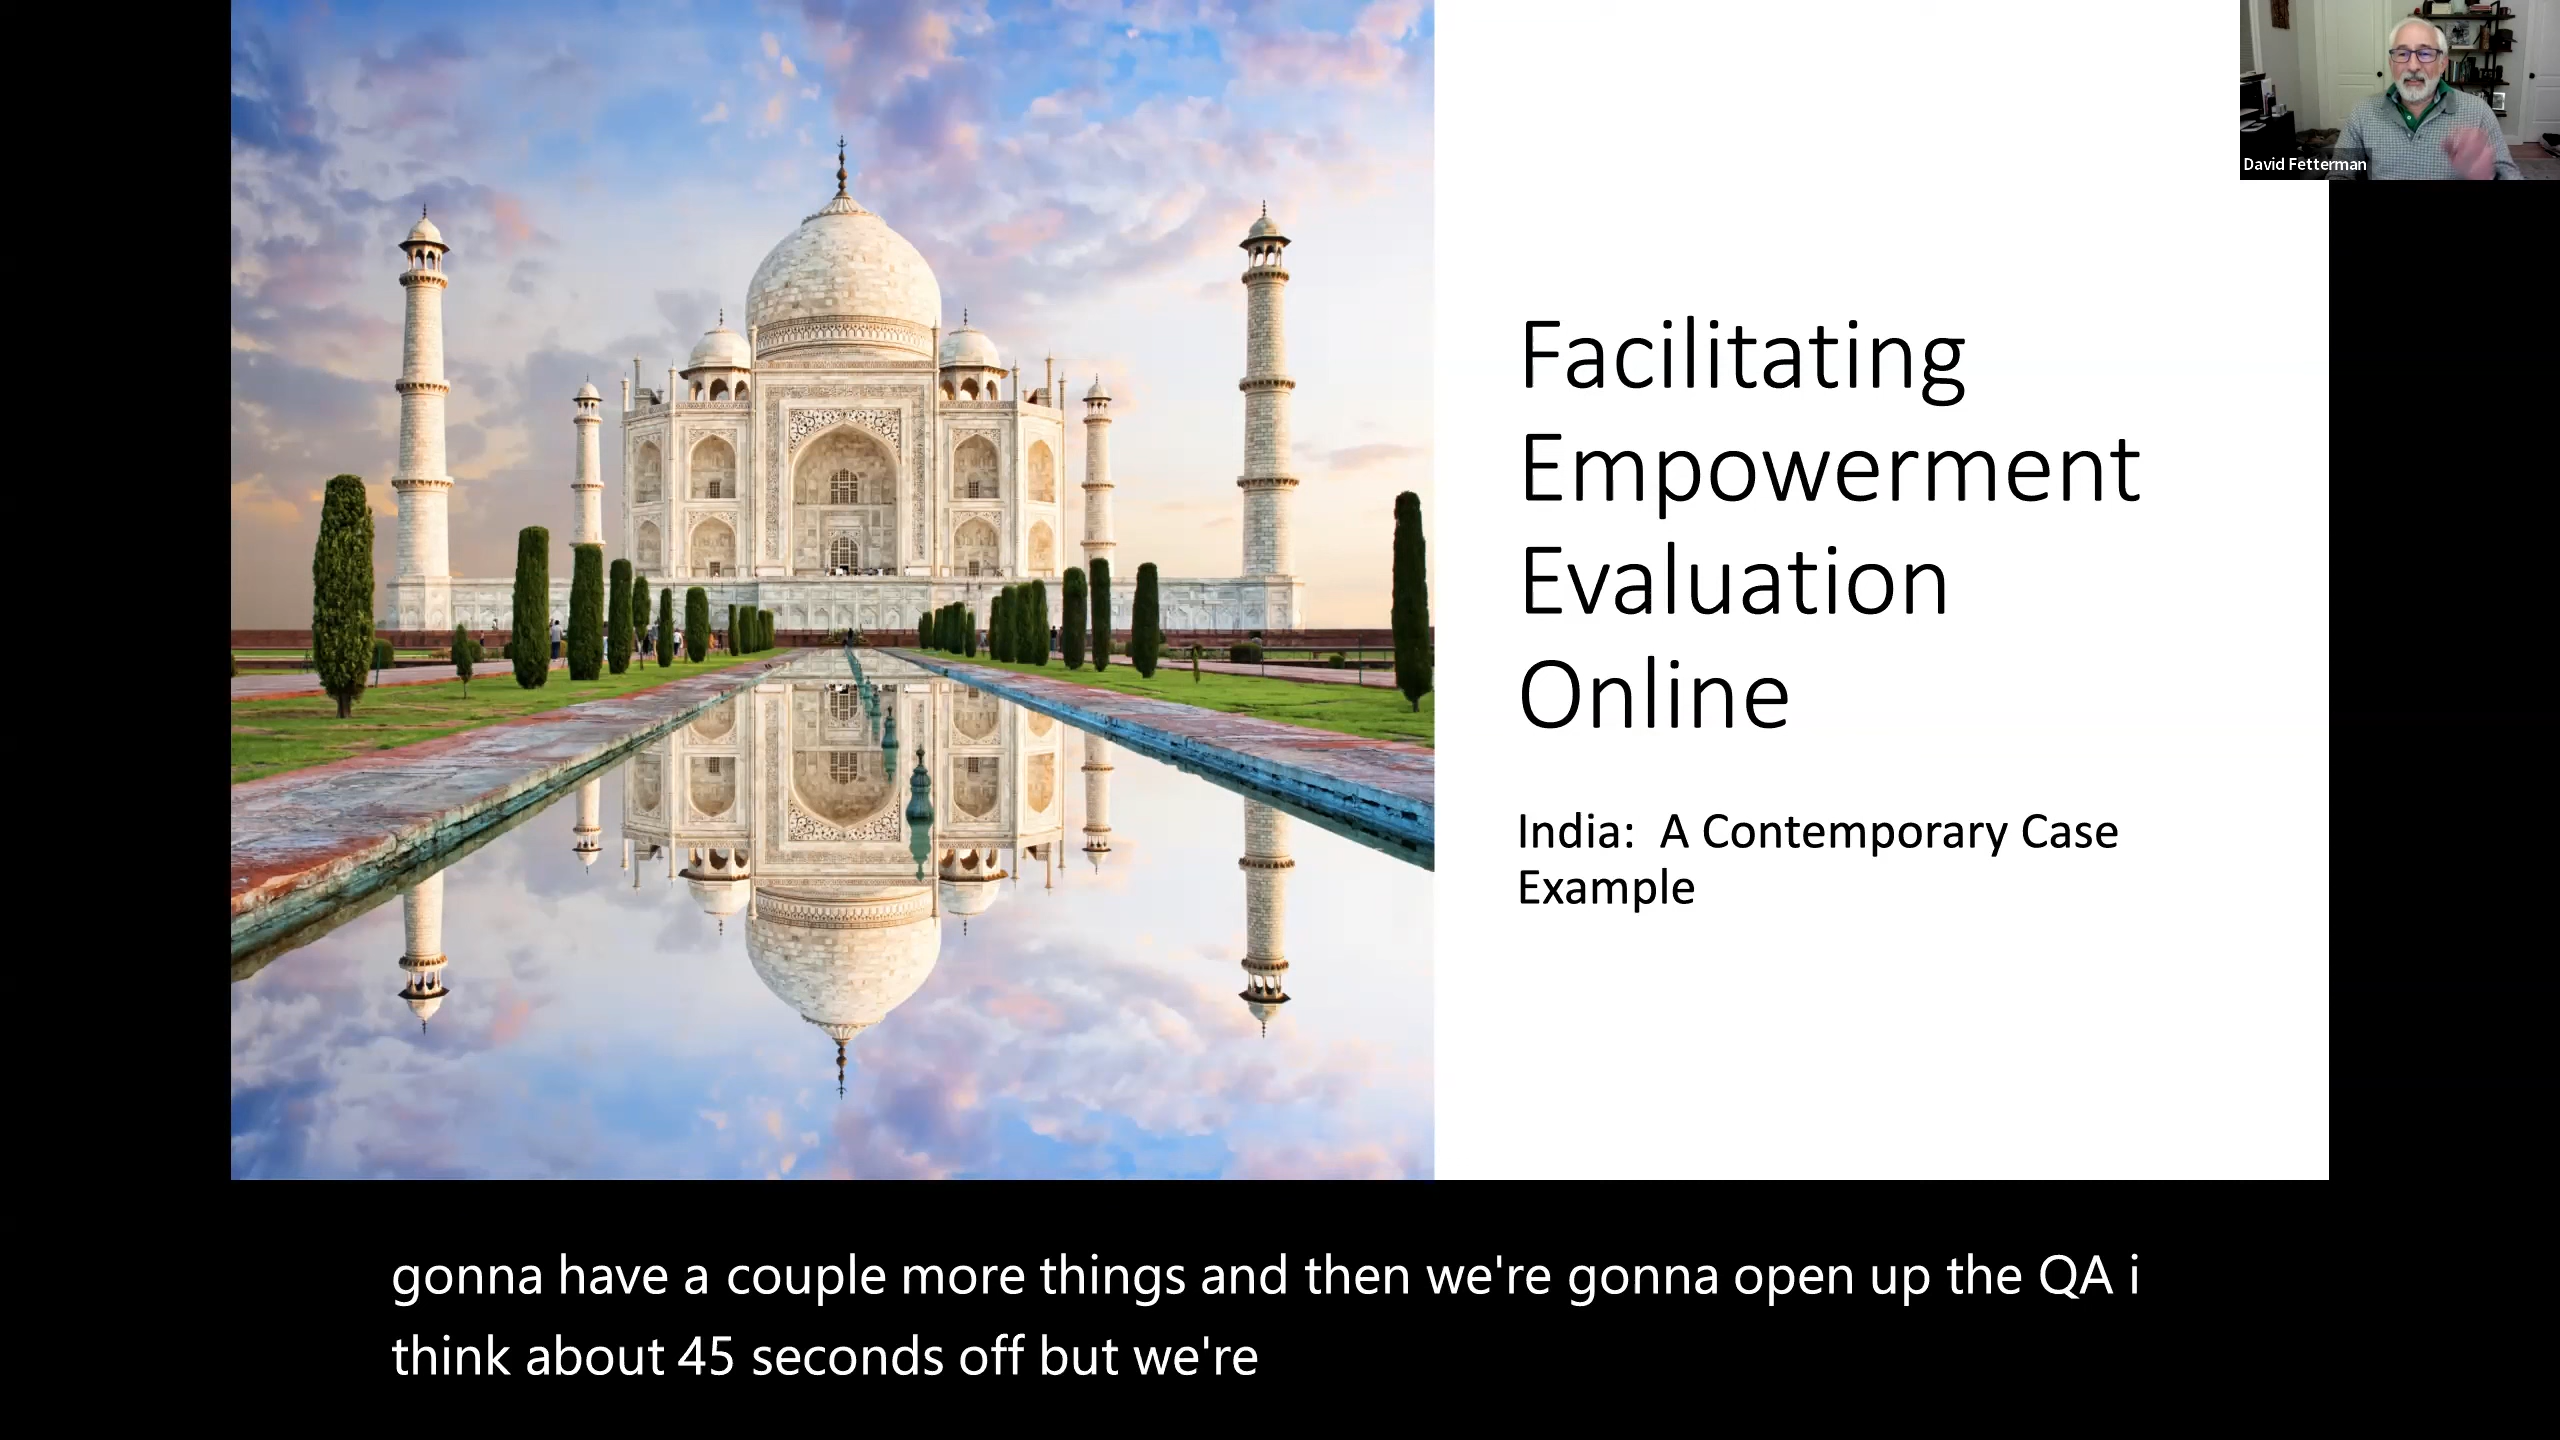 David Fetterman
Facilitating
Empowerment
Evaluation
Online
India:  A Contemporary Case
Example
gonna have a couple more things and then we're gonna open up the QA i
think about 45 seconds off but we're